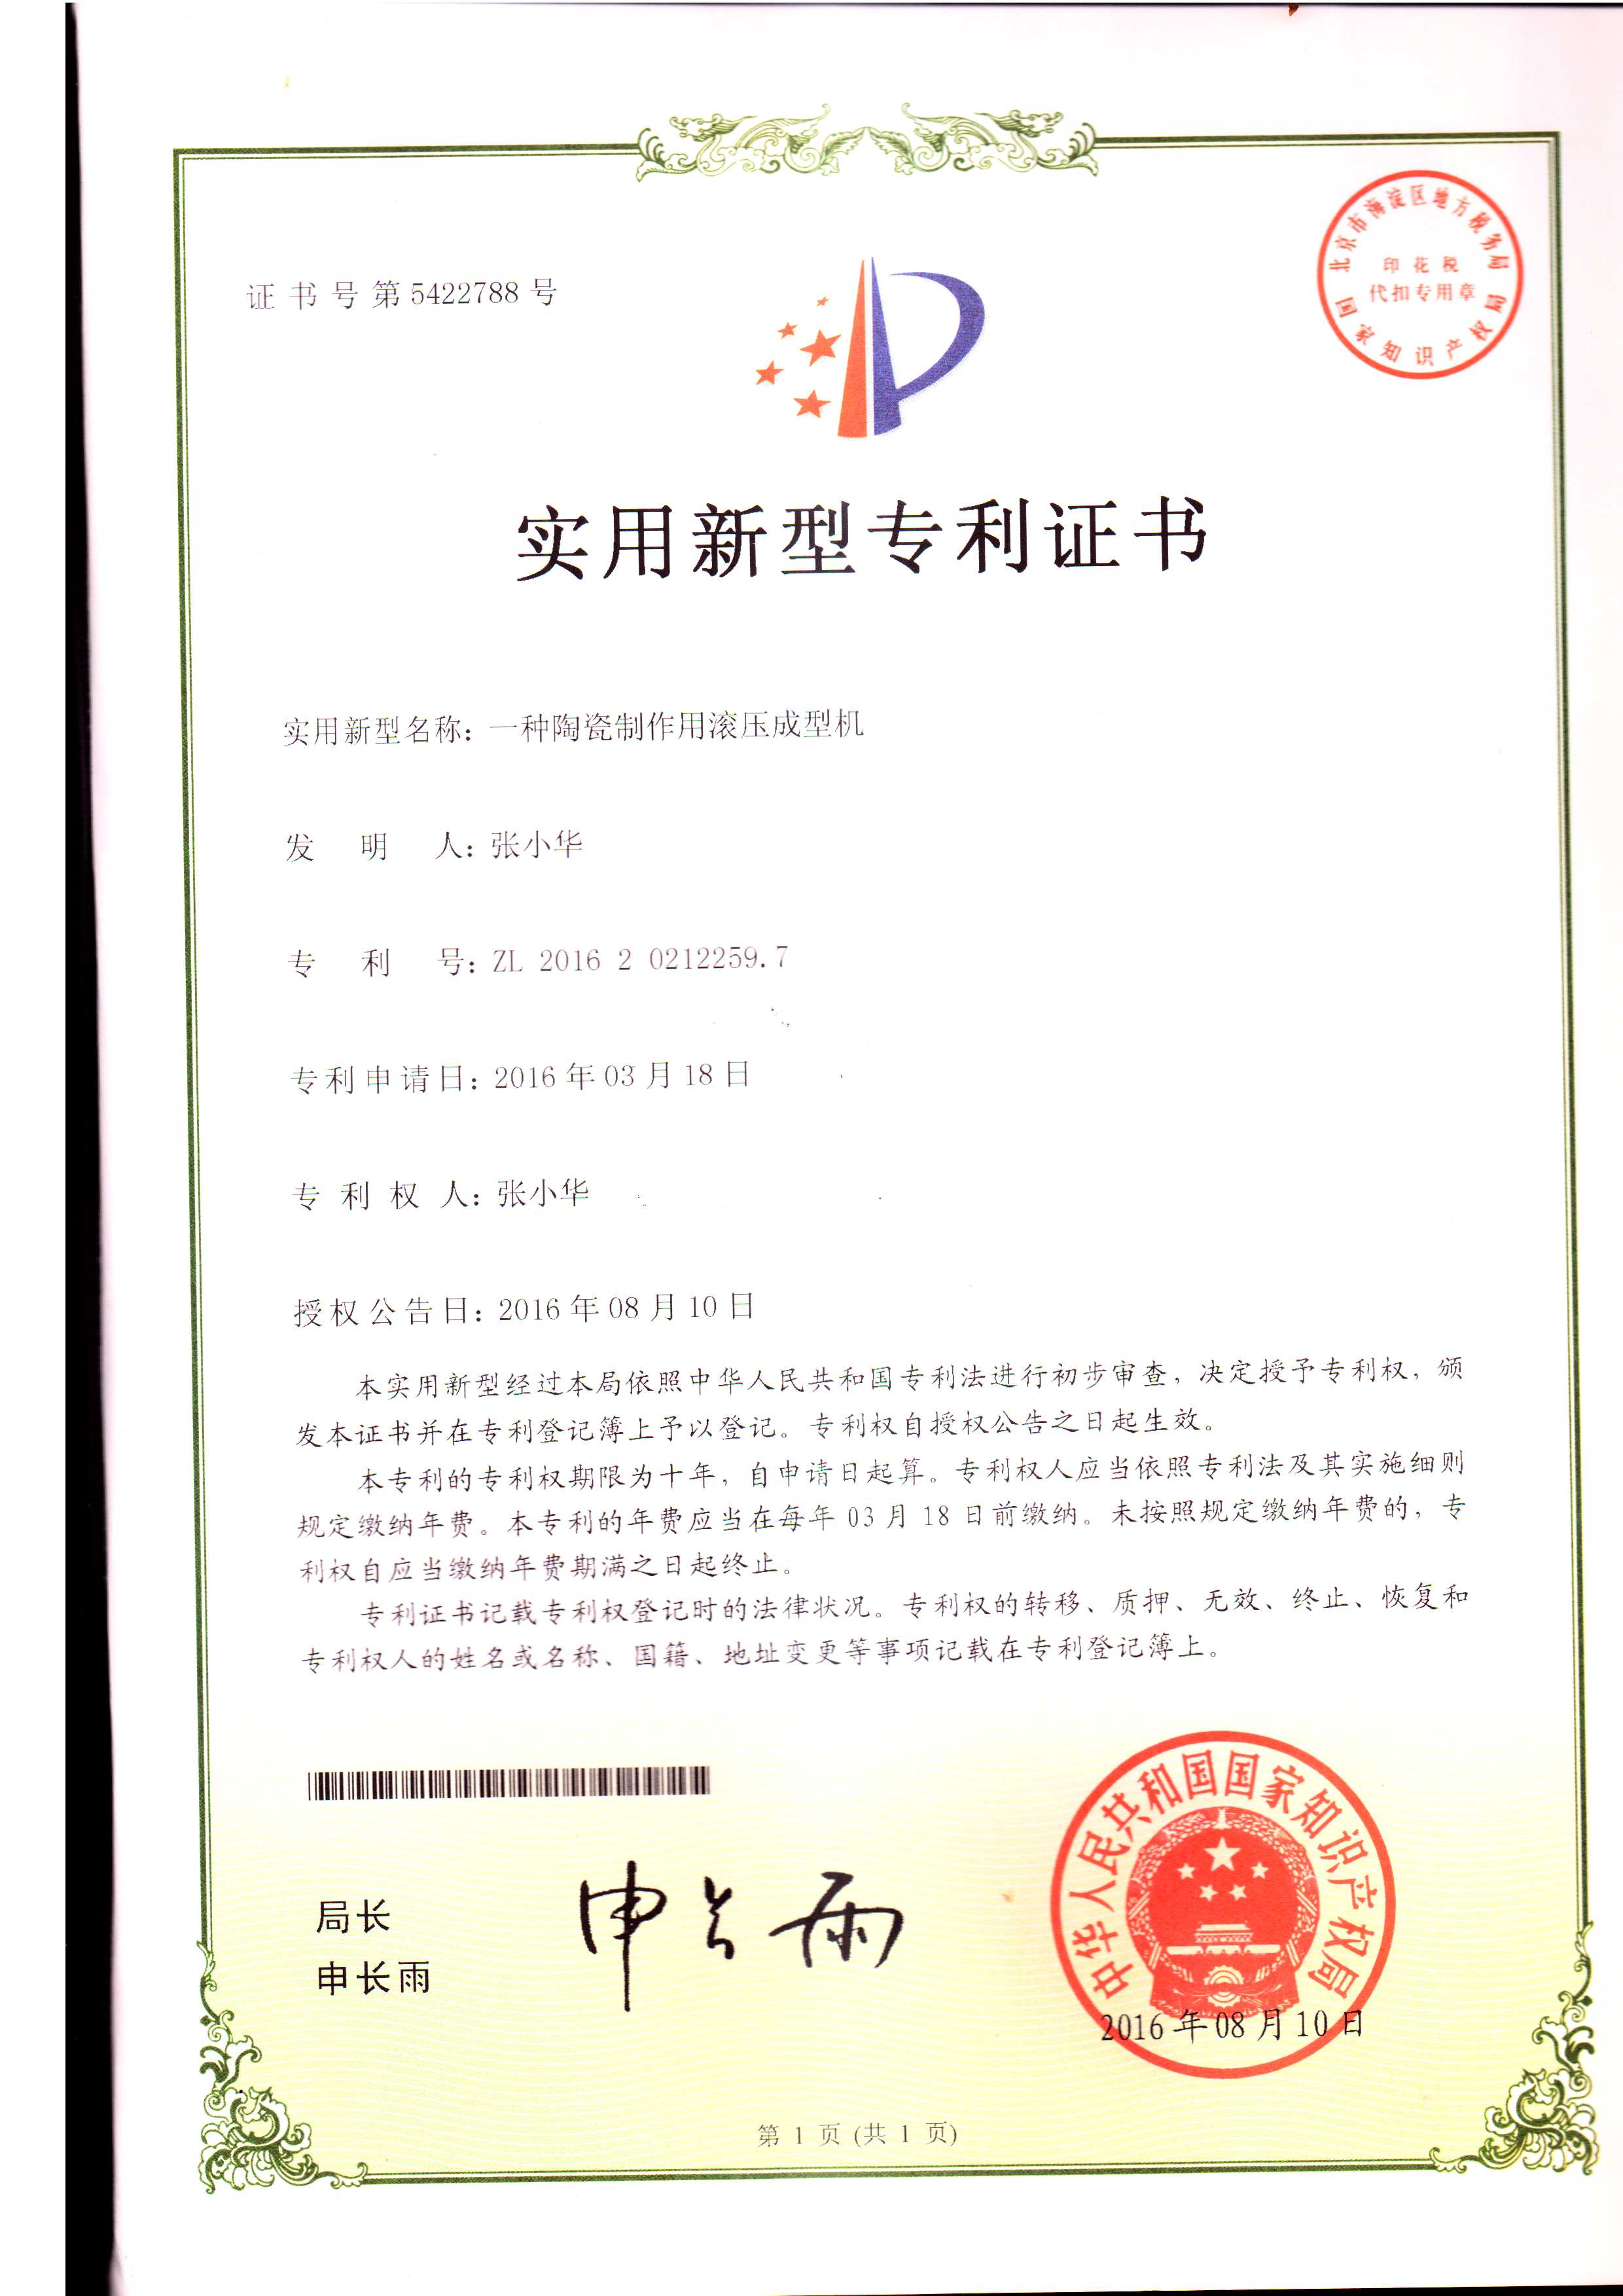 证书号第5422788号
北京市海淀区地方税务局
印花税
代扣专用章
国家知识产权局
实用新型专利证书
实用新型名称：一种陶瓷制作用滚压成型机
发明人：张小华
专利号：ZL 2016 2 0212259.7
专利申请日：2016年03月18日
专利权人：张小华
授权公告日：2016年08月10日
本实用新型经过本局依照中华人民共和国专利法进行初步审查，决定授予专利权，颁
发本证书并在专利登记簿上予以登记。专利权自授权公告之日起生效。
本专利的专利权期限为十年，自申请日起算。专利权人应当依照专利法及其实施细则
规定缴纳年费。本专利的年费应当在每年03月18日前缴纳。未按照规定缴纳年费的，专
利权自应当缴纳年费期满之日起终止。
专利证书记载专利权登记时的法律状况。专利权的转移、质押、无效、终止、恢复和
专利权人的姓名或名称、国籍、地址变更等事项记载在专利登记簿上。
局长
申长雨
申长雨
中华人民共和国国家知识产权局
2016年08月10日
第 1 页 (共 1 页)